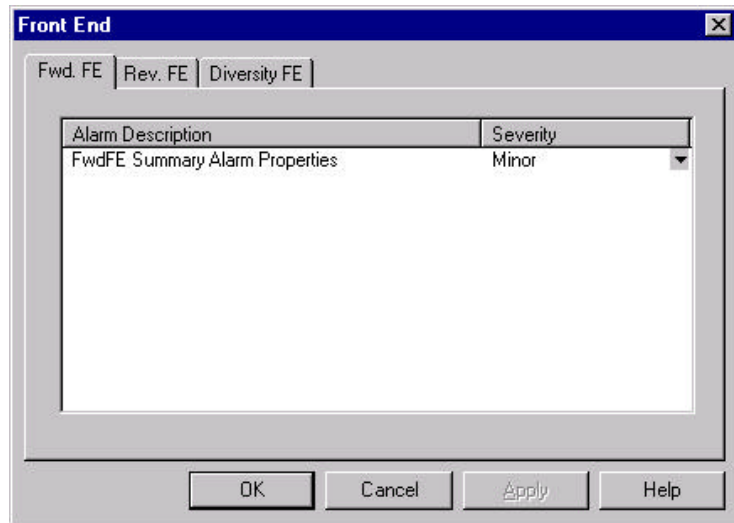 Front End
Fwd. FE Rev. FE Diversity FE
Alarm Description Severity
FwdFE Summary Alarm Properties Minor
OK Cancel Apply Help